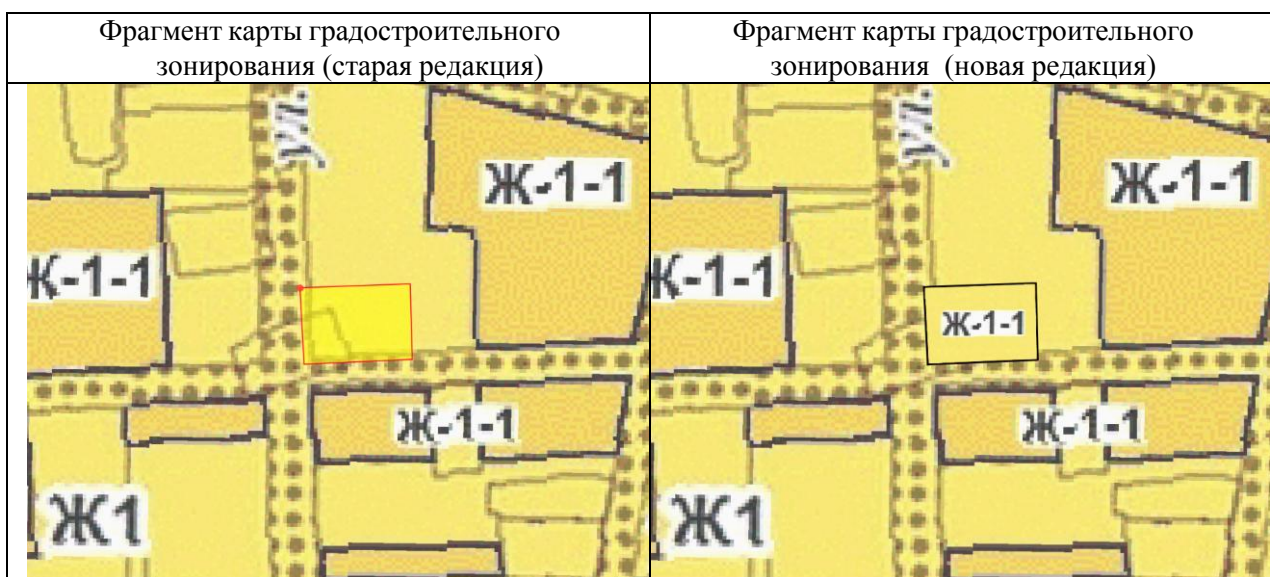 Фрагмент карты градостроительного
зонирования (старая редакция)
Фрагмент карты градостроительного
зонирования (новая редакция)
ул.
Ж-1-1
Ж-1-1
Ж-1-1
Ж1
ул.
Ж-1-1
Ж-1-1
Ж-1-1
Ж-1-1
Ж1